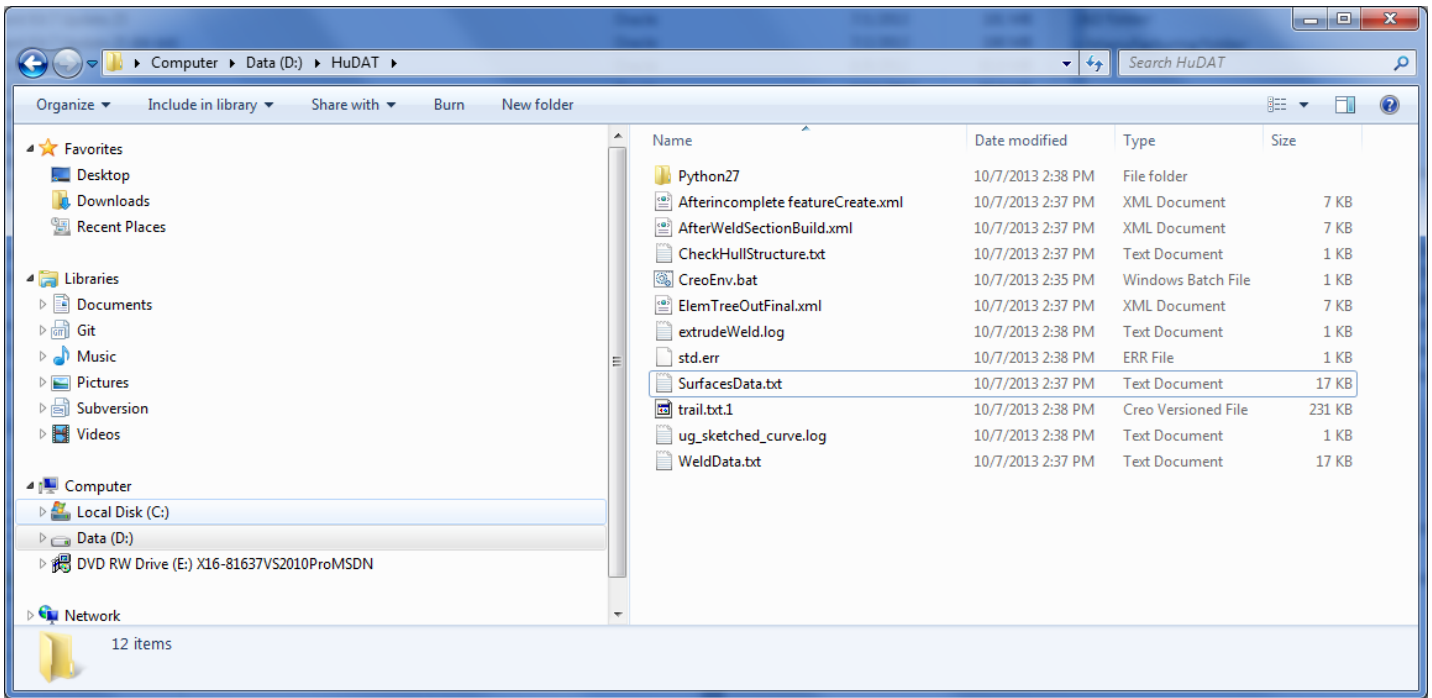 Computer Data (D:) HuDAT Search HuDAT
Organize Include in library Share with Burn New folder
Favorites
Desktop
Downloads
Recent Places
Libraries
Documents
Git
Music
Pictures
Subversion
Videos
Computer
Local Disk (C:)
Data (D:)
DVD RW Drive (E:) X16-81637VS2010ProMSDN
Network
Name Date modified Type Size
Python27 10/7/2013 2:38 PM File folder
Afterincomplete featureCreate.xml 10/7/2013 2:37 PM XML Document 7 KB
AfterWeldSectionBuild.xml 10/7/2013 2:37 PM XML Document 7 KB
CheckHullStructure.txt 10/7/2013 2:37 PM Text Document 1 KB
CreoEnv.bat 10/7/2013 2:35 PM Windows Batch File 1 KB
ElemTreeOutFinal.xml 10/7/2013 2:37 PM XML Document 7 KB
extrudeWeld.log 10/7/2013 2:38 PM Text Document 1 KB
std.err 10/7/2013 2:38 PM ERR File 1 KB
SurfacesData.txt 10/7/2013 2:37 PM Text Document 17 KB
trail.txt.1 10/7/2013 2:38 PM Creo Versioned File 231 KB
ug_sketched_curve.log 10/7/2013 2:38 PM Text Document 1 KB
WeldData.txt 10/7/2013 2:37 PM Text Document 17 KB
12 items